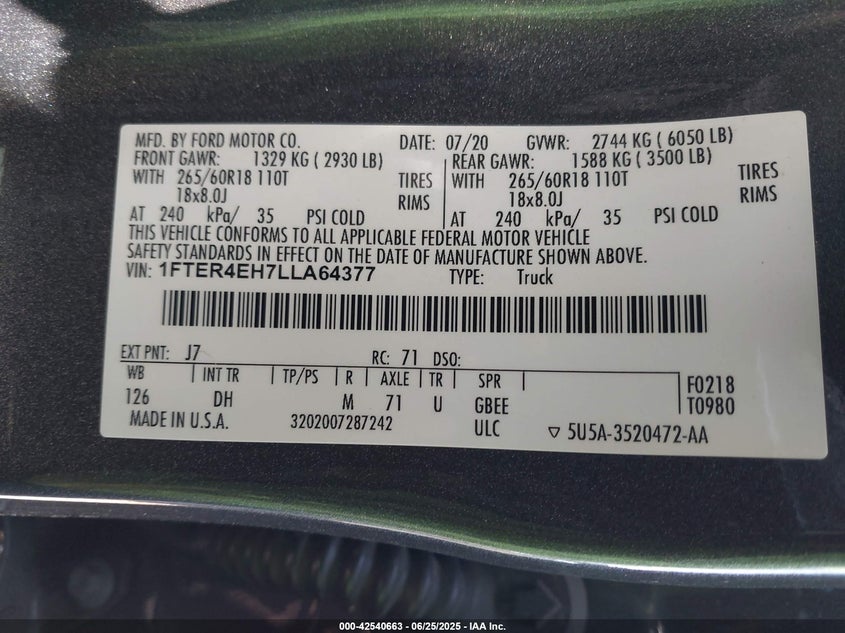 MFD. BY FORD MOTOR CO. DATE: 07/20 GVWR: 2744 KG ( 6050 LB)
FRONT GAWR: 1329 KG ( 2930 LB) REAR GAWR: 1588 KG ( 3500 LB)
WITH 265/60R18 110T TIRES WITH 265/60R18 110T TIRES
18x8.0J RIMS 18x8.0J RIMS
AT 240 kPa/ 35 PSI COLD AT 240 kPa/ 35 PSI COLD
THIS VEHICLE CONFORMS TO ALL APPLICABLE FEDERAL MOTOR VEHICLE
SAFETY STANDARDS IN EFFECT ON THE DATE OF MANUFACTURE SHOWN ABOVE.
VIN: 1FTER4EH7LLA64377 TYPE: Truck
EXT PNT: J7 RC: 71 DSO:
WB INT TR TP/PS R AXLE TR SPR F0218
126 DH M 71 U GBEE T0980
MADE IN U.S.A. 3202007287242 ULC ▽ 5U5A-3520472-AA
000-42540663 - 06/25/2025 - IAA Inc.